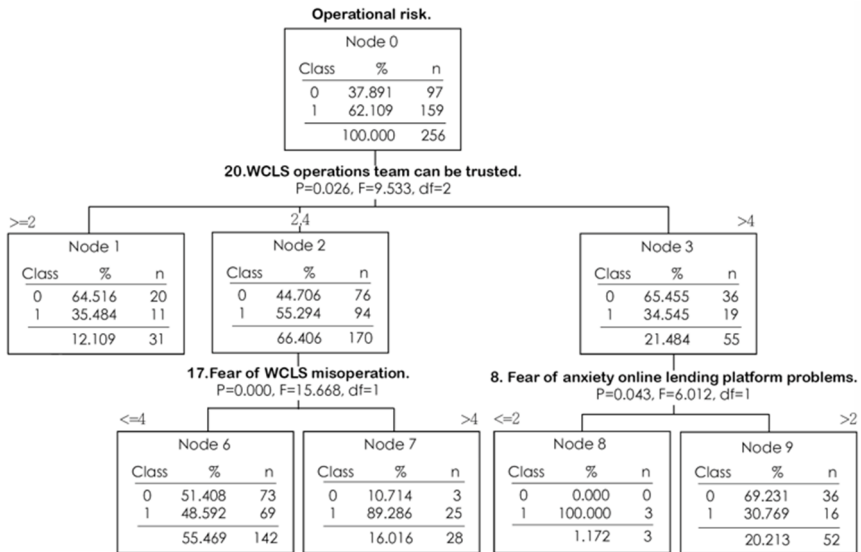 Operational risk.
Node 0
Class % n
0 37.891 97
1 62.109 159
100.000 256
20.WCLS operations team can be trusted.
P=0.026, F=9.533, df=2
>=2
2,4
>4
Node 1
Class % n
0 64.516 20
1 35.484 11
12.109 31
Node 2
Class % n
0 44.706 76
1 55.294 94
66.406 170
Node 3
Class % n
0 65.455 36
1 34.545 19
21.484 55
17.Fear of WCLS misoperation.
P=0.000, F=15.668, df=1
8. Fear of anxiety online lending platform problems.
P=0.043, F=6.012, df=1
<=4
>4
<=2
>2
Node 6
Class % n
0 51.408 73
1 48.592 69
55.469 142
Node 7
Class % n
0 10.714 3
1 89.286 25
16.016 28
Node 8
Class % n
0 0.000 0
1 100.000 3
1.172 3
Node 9
Class % n
0 69.231 36
1 30.769 16
20.213 52